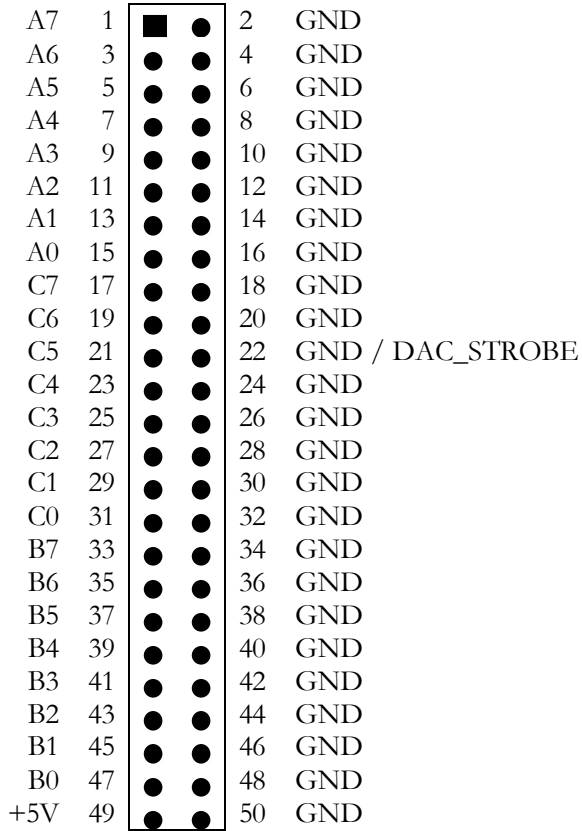 A7 1 2 GND
A6 3 4 GND
A5 5 6 GND
A4 7 8 GND
A3 9 10 GND
A2 11 12 GND
A1 13 14 GND
A0 15 16 GND
C7 17 18 GND
C6 19 20 GND
C5 21 22 GND / DAC_STROBE
C4 23 24 GND
C3 25 26 GND
C2 27 28 GND
C1 29 30 GND
C0 31 32 GND
B7 33 34 GND
B6 35 36 GND
B5 37 38 GND
B4 39 40 GND
B3 41 42 GND
B2 43 44 GND
B1 45 46 GND
B0 47 48 GND
+5V 49 50 GND